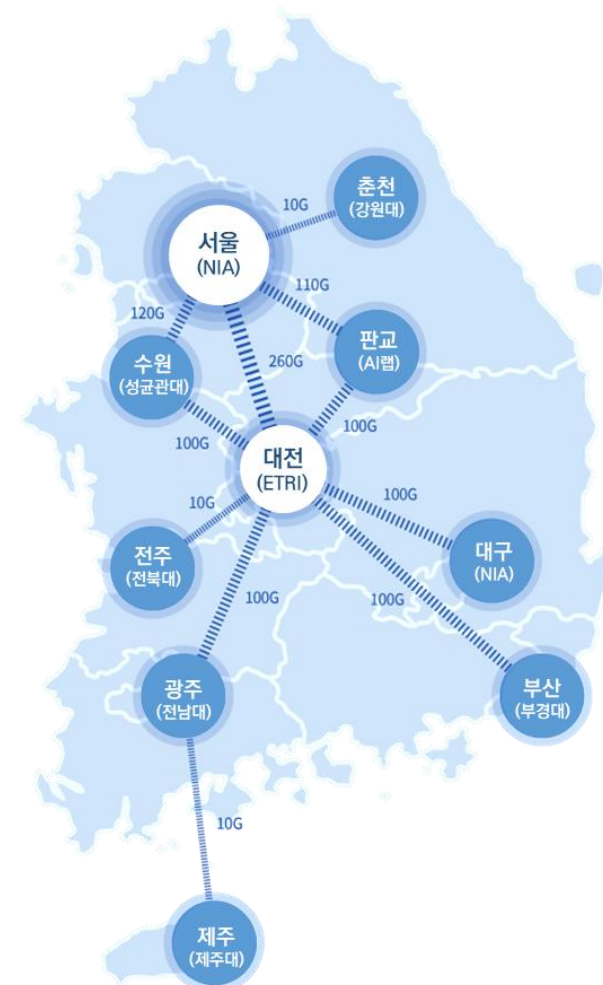 춘천
(강원대)
10G
서울
(NIA)
110G
120G
판교
(AI랩)
수원
(성균관대)
260G
100G
100G
대전
(ETRI)
10G
100G
전주
(전북대)
대구
(NIA)
100G
100G
광주
(전남대)
부산
(부경대)
10G
제주
(제주대)